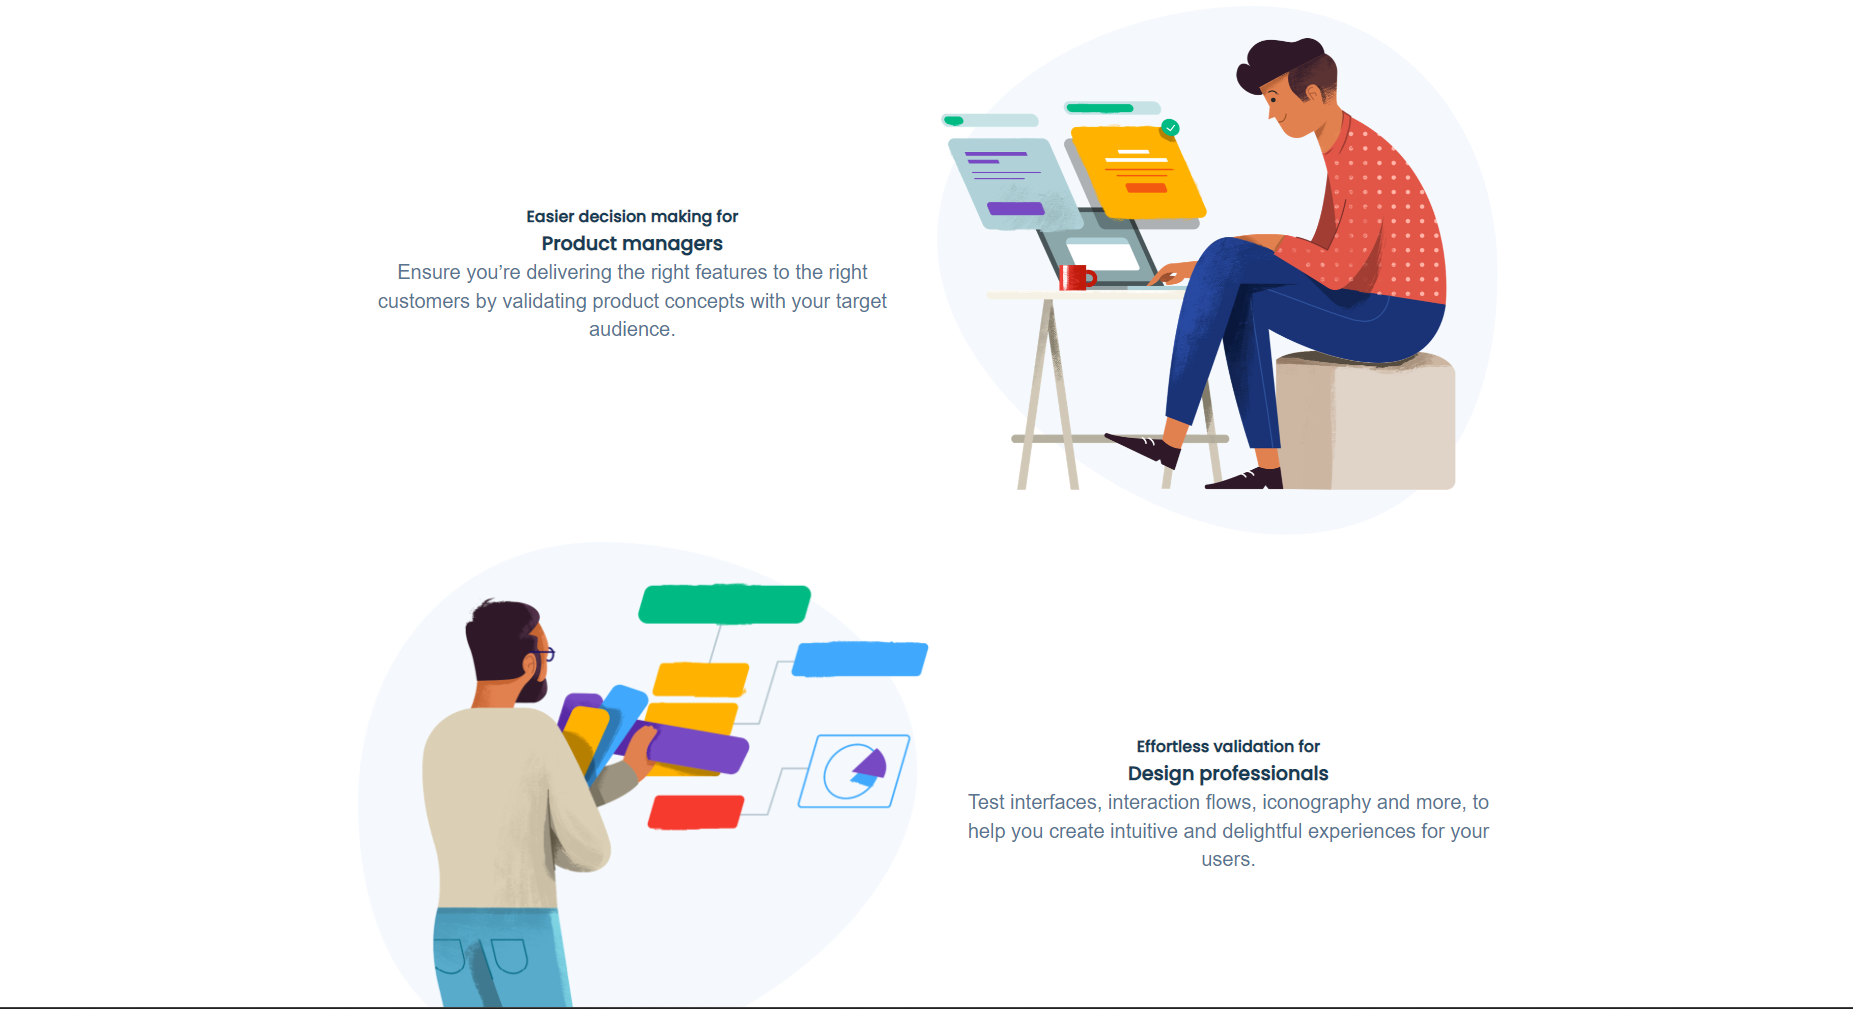 Easier decision making for
Product managers
Ensure you’re delivering the right features to the right
customers by validating product concepts with your target
audience.
Effortless validation for
Design professionals
Test interfaces, interaction flows, iconography and more, to
help you create intuitive and delightful experiences for your
users.